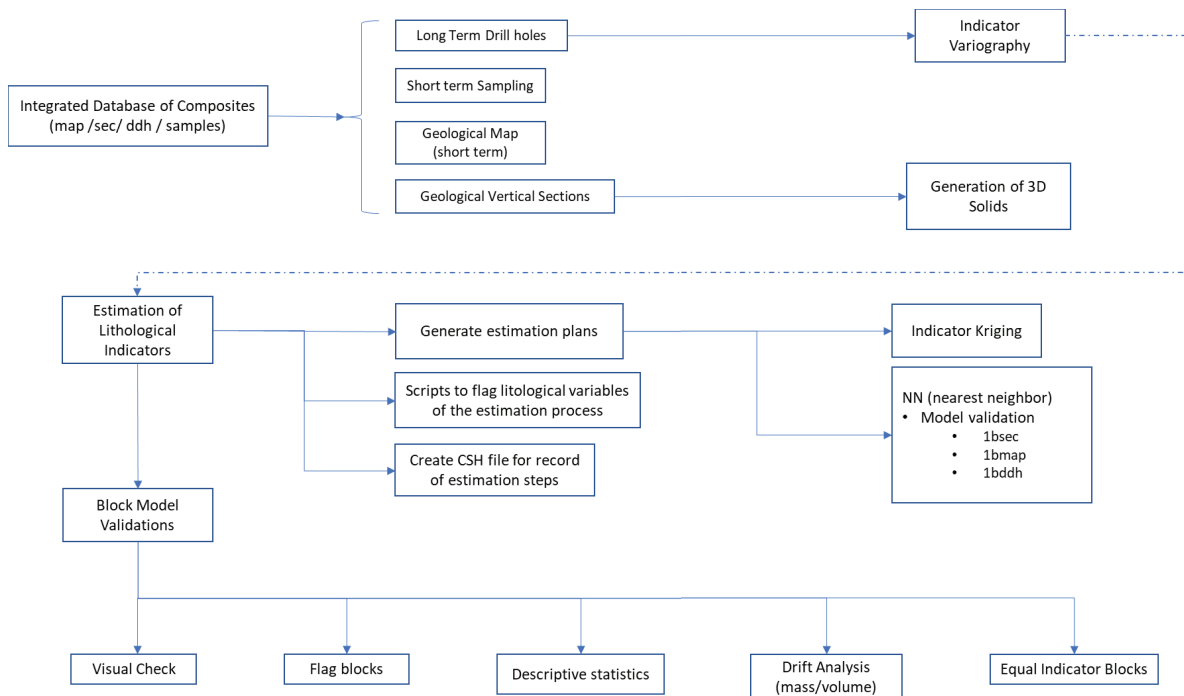 Long Term Drill holes
Indicator
Variography
Integrated Database of Composites
(map /sec/ ddh / samples)
Short term Sampling
Geological Map
(short term)
Geological Vertical Sections
Generation of 3D
Solids
Estimation of
Lithological
Indicators
Generate estimation plans
Indicator Kriging
Scripts to flag litological variables
of the estimation process
NN (nearest neighbor)
• Model validation
• 1bsec
• 1bmap
• 1bddh
Create CSH file for record
of estimation steps
Block Model
Validations
Visual Check
Flag blocks
Descriptive statistics
Drift Analysis
(mass/volume)
Equal Indicator Blocks